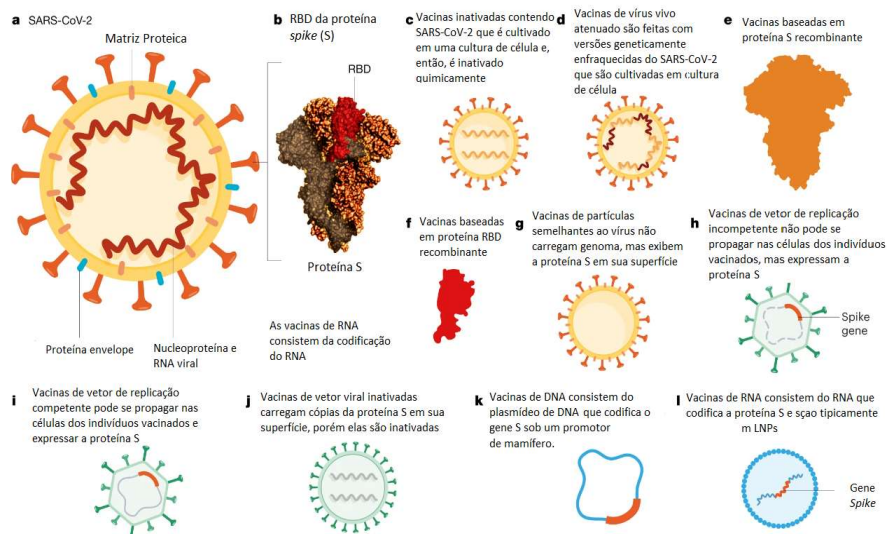 a SARS-CoV-2
Matriz Proteica
Proteína envelope
Nucleoproteína e
RNA viral
b RBD da proteína
spike (S)
RBD
Proteína S
As vacinas de RNA
consistem da codificação
do RNA
c Vacinas inativadas contendo
SARS-CoV-2 que é cultivado
em uma cultura de célula e,
então, é inativado
quimicamente
d Vacinas de vírus vivo
atenuado são feitas com
versões geneticamente
enfraquecidas do SARS-CoV-2
que são cultivadas em cultura
de célula
e Vacinas baseadas em
proteína S recombinante
f Vacinas baseadas
em proteína RBD
recombinante
g Vacinas de partículas
semelhantes ao vírus não
carregam genoma, mas exibem
a proteína S em sua superfície
h Vacinas de vetor de replicação
incompetente não pode se
propagar nas células dos indivíduos
vacinados, mas expressam a
proteína S
Spike
gene
i Vacinas de vetor de replicação
competente pode se propagar nas
células dos indivíduos vacinados e
expressar a proteína S
j Vacinas de vetor viral inativadas
carregam cópias da proteína S em sua
superfície, porém elas são inativadas
k Vacinas de DNA consistem do
plasmídeo de DNA que codifica o
gene S sob um promotor
de mamífero.
l Vacinas de RNA consistem do RNA que
codifica a proteína S e sçao tipicamente
m LNPs
Gene
Spike